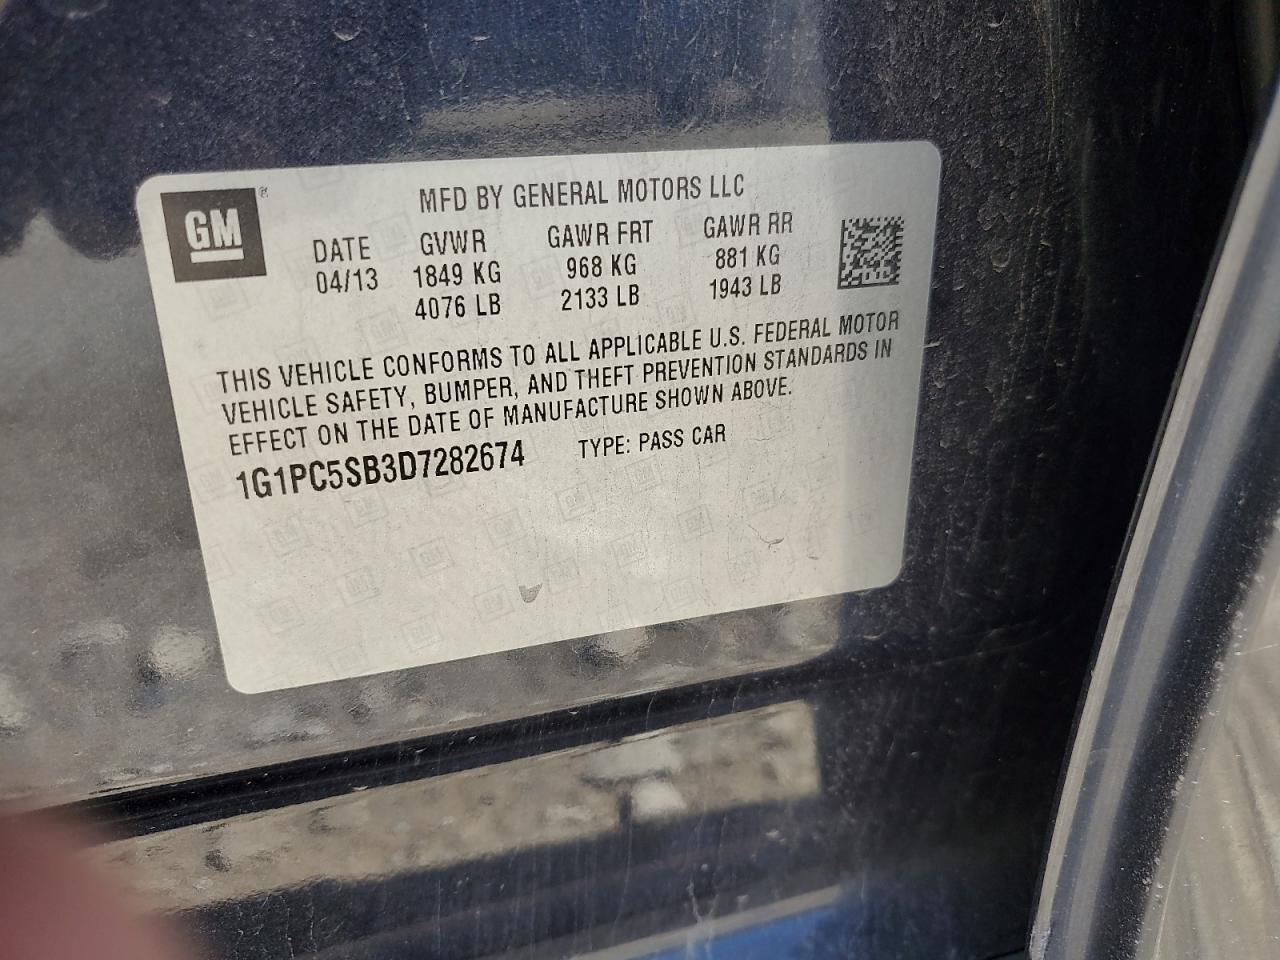 GM
MFD BY GENERAL MOTORS LLC
DATE GVWR GAWR FRT GAWR RR
04/13 1849 KG 968 KG 881 KG
4076 LB 2133 LB 1943 LB
THIS VEHICLE CONFORMS TO ALL APPLICABLE U.S. FEDERAL MOTOR
VEHICLE SAFETY, BUMPER, AND THEFT PREVENTION STANDARDS IN
EFFECT ON THE DATE OF MANUFACTURE SHOWN ABOVE.
1G1PC5SB3D7282674 TYPE: PASS CAR